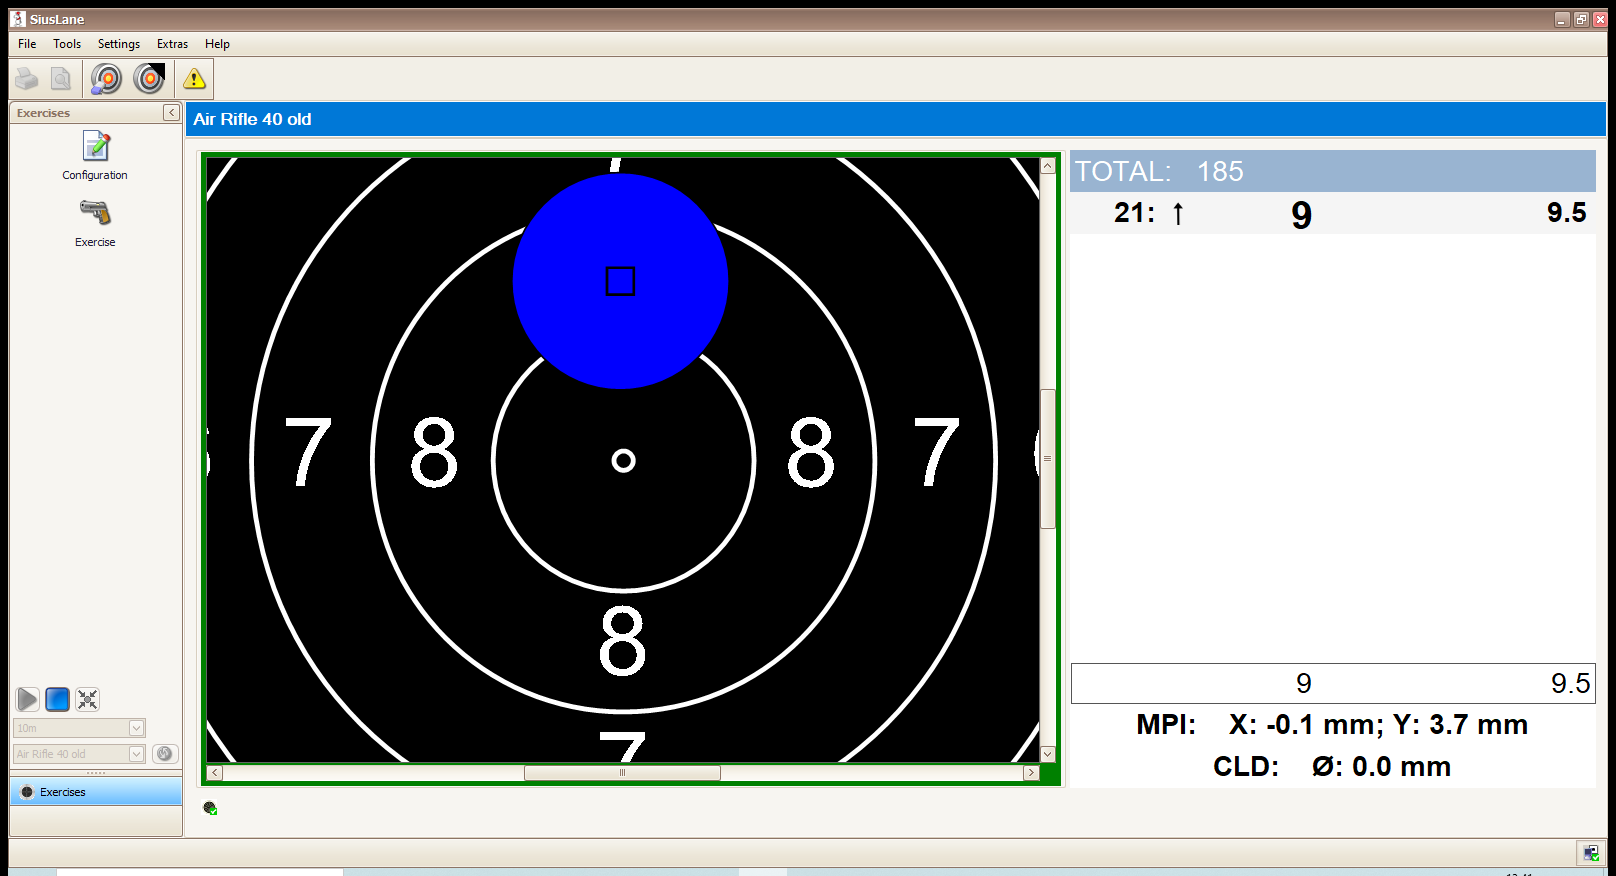 SiusLane
File Tools Settings Extras Help
Exercises
Configuration
Exercise
10m
Air Rifle 40 old
Exercises
Air Rifle 40 old
7 8 8 7
8
7
TOTAL: 185
21: ↑ 9 9.5
9 9.5
MPI: X: -0.1 mm; Y: 3.7 mm
CLD: Ø: 0.0 mm